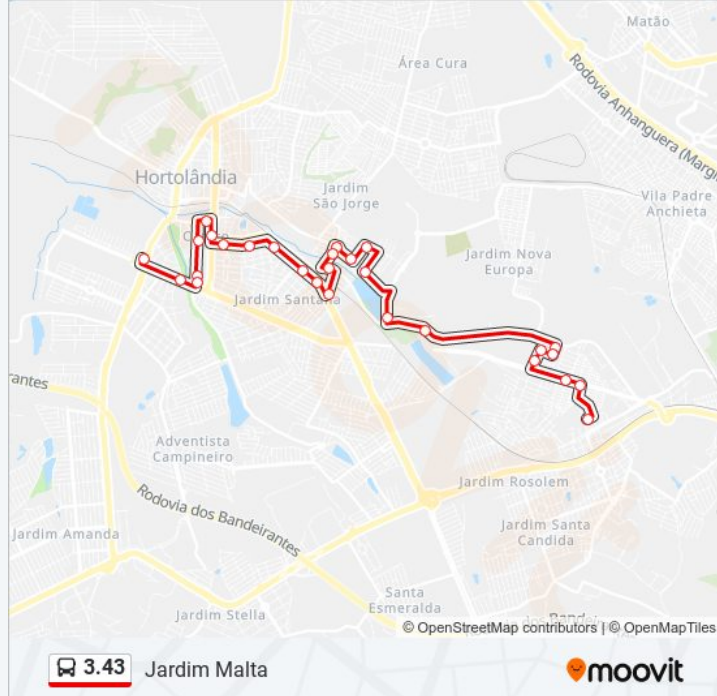 Matão
Área Cura
Rodovia Anhanguera (Margi
Hortolândia
Jardim
São Jorge
Vila Padre
Anchieta
Jardim Nova
Europa
Jardim Santana
eirantes
Adventista
Campineiro
Jardim Rosolem
Rodovia dos Bandeirantes
Jardim Santa
Candida
Jardim Amanda
Santa
Esmeralda
Jardim Stella
© OpenStreetMap contributors | © OpenMapTiles
3.43 Jardim Malta
moovit